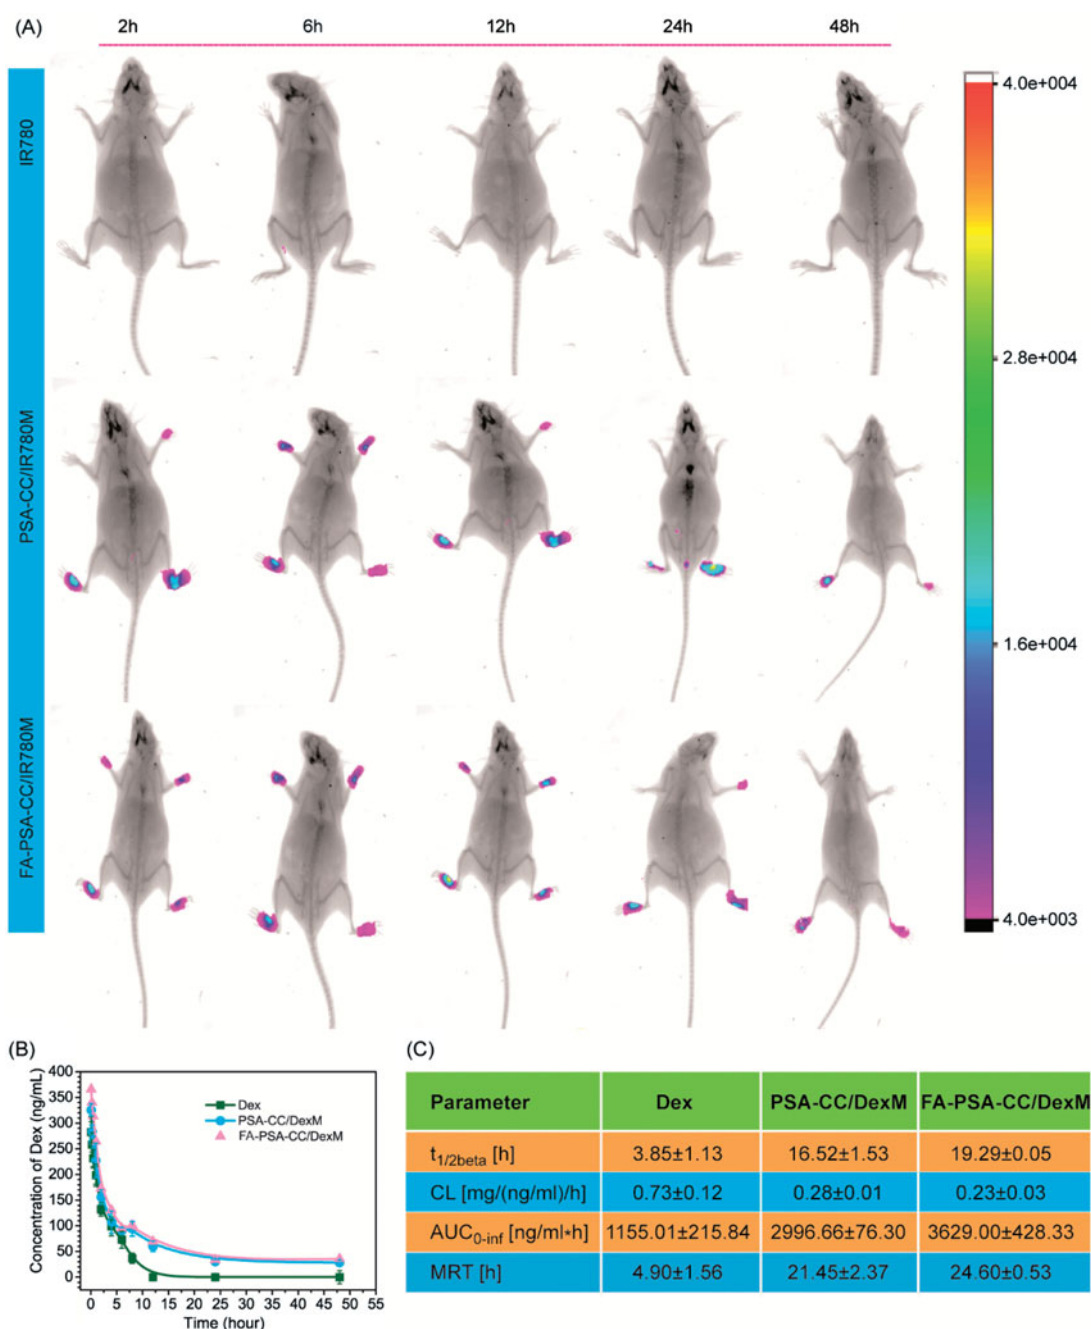 (A)
2h 6h 12h 24h 48h
IR780
PSA-CC/IR780M
FA-PSA-CC/IR780M
4.0e+004
2.8e+004
1.6e+004
4.0e+003
(B)
Concentration of Dex (ng/mL)
400
350
300
250
200
150
100
50
0
Dex
PSA-CC/DexM
FA-PSA-CC/DexM
0 5 10 15 20 25 30 35 40 45 50 55
Time (hour)
(C)
Parameter Dex PSA-CC/DexM FA-PSA-CC/DexM
t1/2beta [h] 3.85±1.13 16.52±1.53 19.29±0.05
CL [mg/(ng/ml)/h] 0.73±0.12 0.28±0.01 0.23±0.03
AUC0-inf [ng/ml*h] 1155.01±215.84 2996.66±76.30 3629.00±428.33
MRT [h] 4.90±1.56 21.45±2.37 24.60±0.53